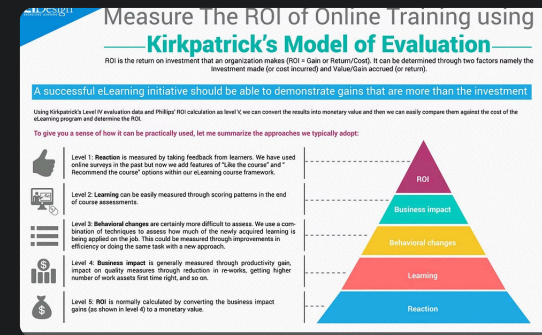 Design
Measure The ROI of Online Training using
Kirkpatrick's Model of Evaluation
ROI is the return on investment that an organization makes (ROI = Gain or Return/Cost). It can be determined through two factors namely the
Investment made (or cost incurred) and Value/Gain accrued (or return).
A successful eLearning initiative should be able to demonstrate gains that are more than the investment
Using Kirkpatrick's Level IV evaluation data and Phillips' ROI calculation as level V, we can convert the results into monetary value and then we can easily compare them against the cost of the
eLearning program and determine the ROI.
To give you a sense of how it can be practically used, let me summarize the approaches we typically adopt:
Level 1: Reaction is measured by taking feedback from learners. We have used
online surveys in the past but now we add features of "Like the course" and "
Recommend the course" options within our eLearning course framework.
Level 2: Learning can be easily measured through scoring patterns in the end
of course assessments.
Level 3: Behavioral changes are certainly more difficult to assess. We use a com-
bination of techniques to assess how much of the newly acquired learning is
being applied on the job. This could be measured through improvements in
efficiency or doing the same task with a new approach.
Level 4: Business impact is generally measured through productivity gain,
impact on quality measures through reduction in re-works, getting higher
number of work assets first time right, and so on.
Level 5: ROI is normally calculated by converting the business impact
gains (as shown in level 4) to a monetary value.
ROI
Business impact
Behavioral changes
Learning
Reaction